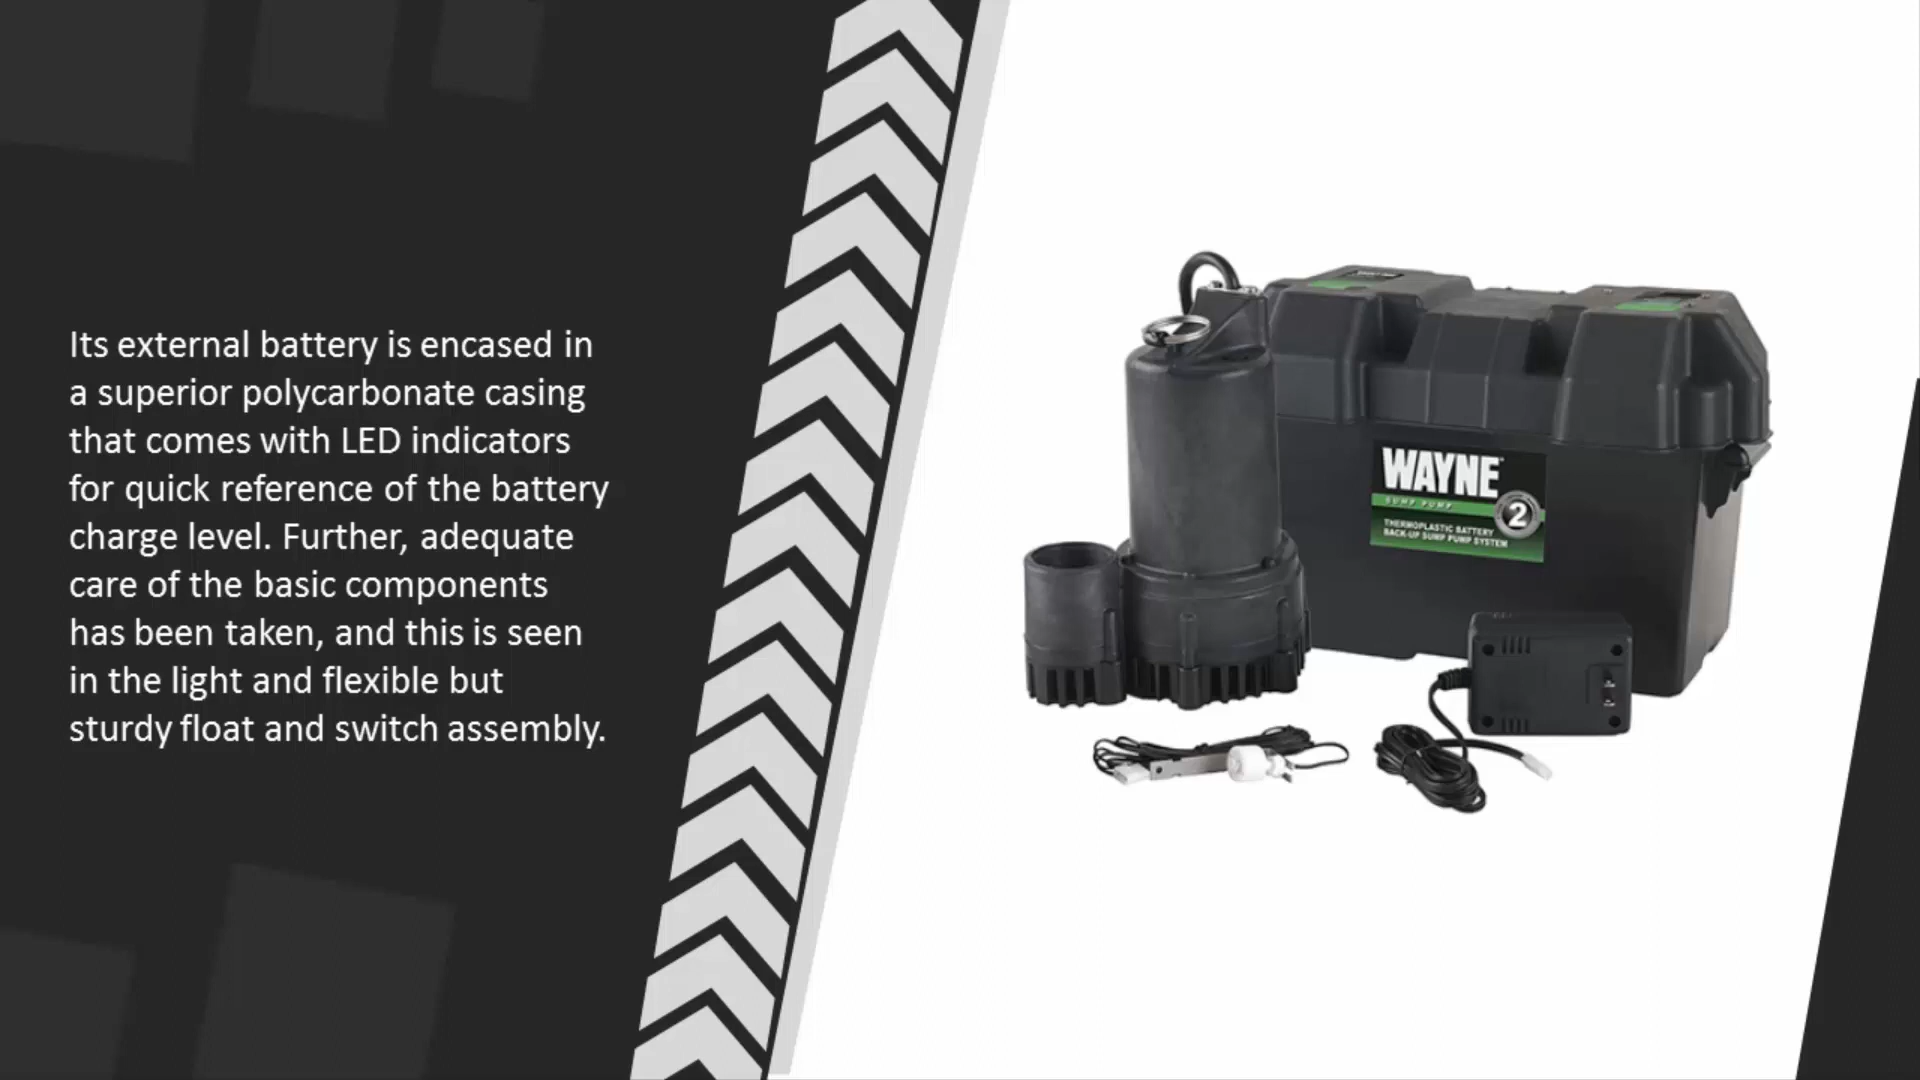 Its external battery is encased in
a superior polycarbonate casing
that comes with LED indicators
for quick reference of the battery
charge level. Further, adequate
care of the basic components
has been taken, and this is seen
in the light and flexible but
sturdy float and switch assembly.
WAYNE
SUMP PUMP
2
THERMOPLASTIC BATTERY
BACK-UP SUMP PUMP SYSTEM